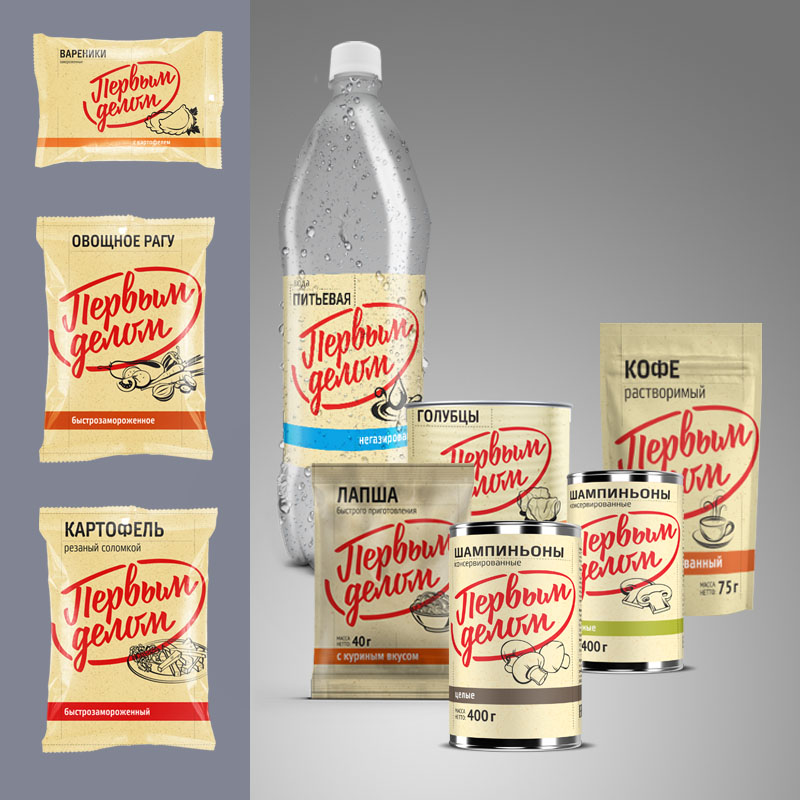 ВАРЕНИКИ
замороженные
Первым
делом
с картофелем
ОВОЩНОЕ РАГУ
Первым
делом
быстрозамороженное
КАРТОФЕЛЬ
резаный соломкой
Первым
делом
быстрозамороженный
вода
ПИТЬЕВАЯ
Первым
делом
негазирова
ГОЛУБЦЫ
Первым
делом
КОФЕ
растворимый
Первым
делом
ванный
МАССА
НЕТТО: 75 г
ЛАПША
быстрого приготовления
Первым
делом
МАССА
НЕТТО: 40 г
с куриным вкусом
ШАМПИНЬОНЫ
консервированные
Первым
делом
целые
МАССА
НЕТТО: 400 г
ШАМПИНЬОНЫ
консервированные
Первым
делом
400 г